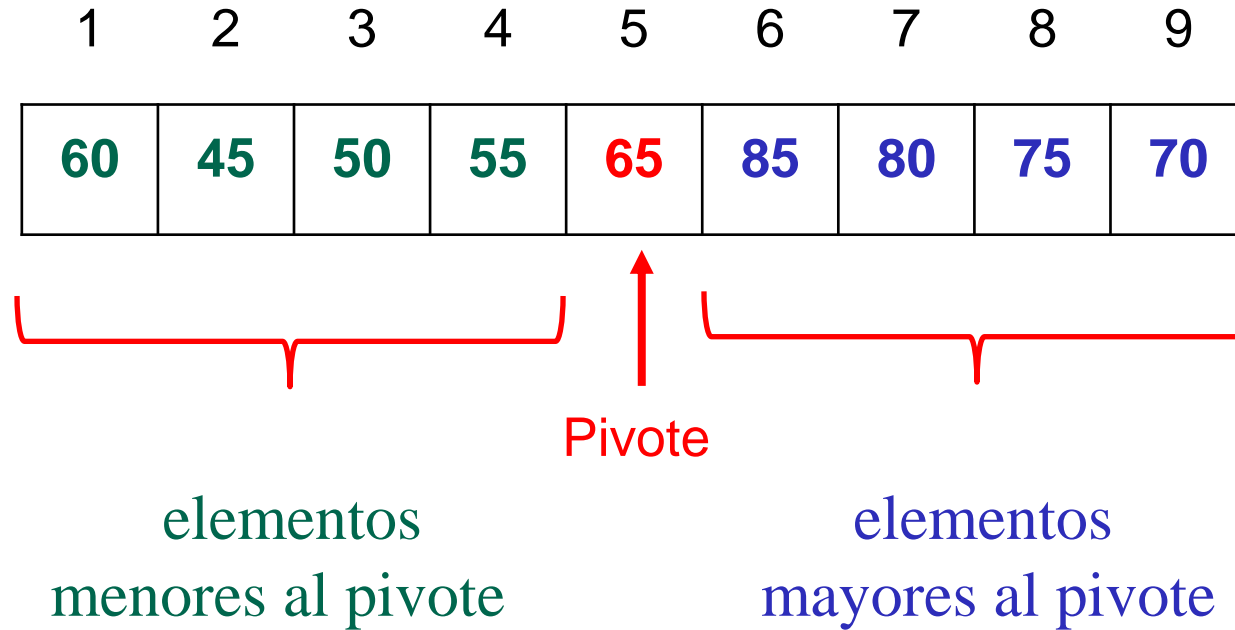 1 2 3 4 5 6 7 8 9
60 45 50 55 65 85 80 75 70
Pivote
elementos
menores al pivote
elementos
mayores al pivote